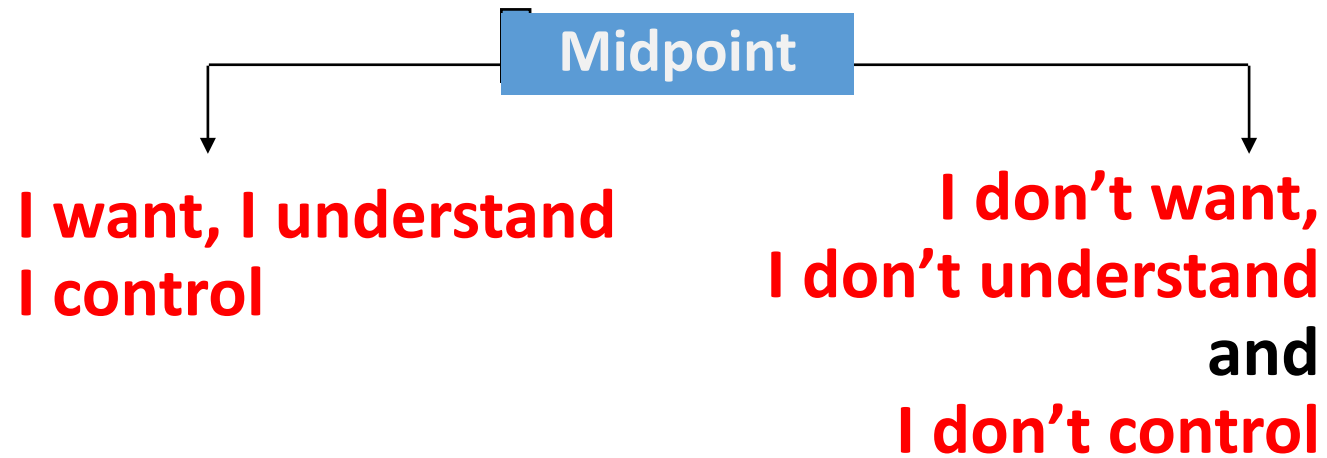 Midpoint
I want, I understand
I control
I don’t want,
I don’t understand
and
I don’t control